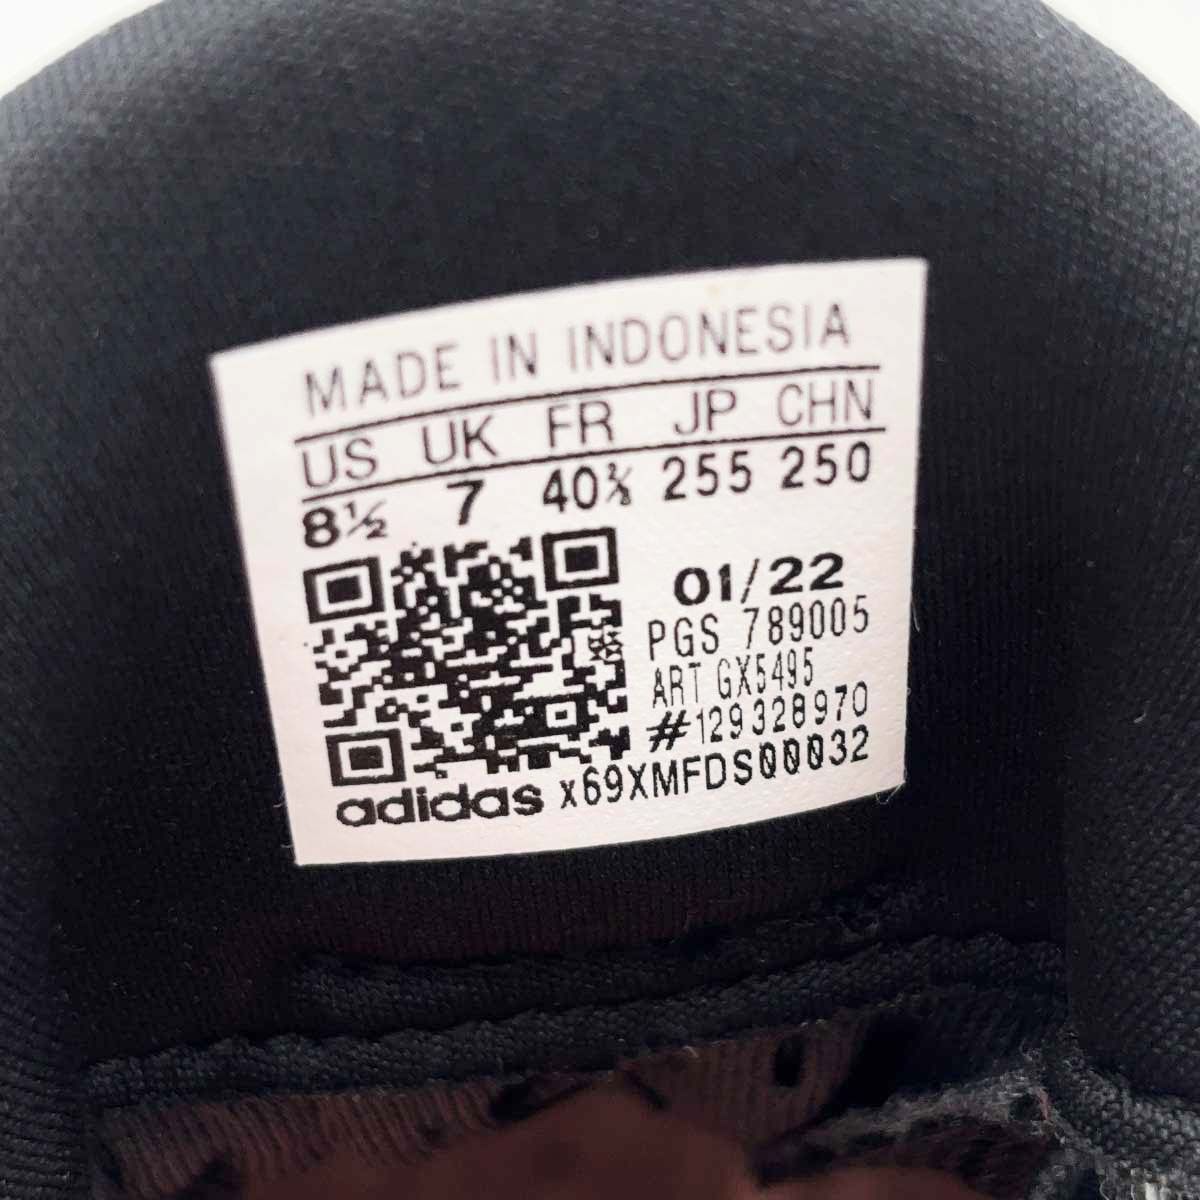 MADE IN INDONESIA
US UK FR JP CHN
8½ 7 40⅔ 255 250
01/22
PGS 789005
ART GX5495
#129328970
adidas x69XMFDS00032